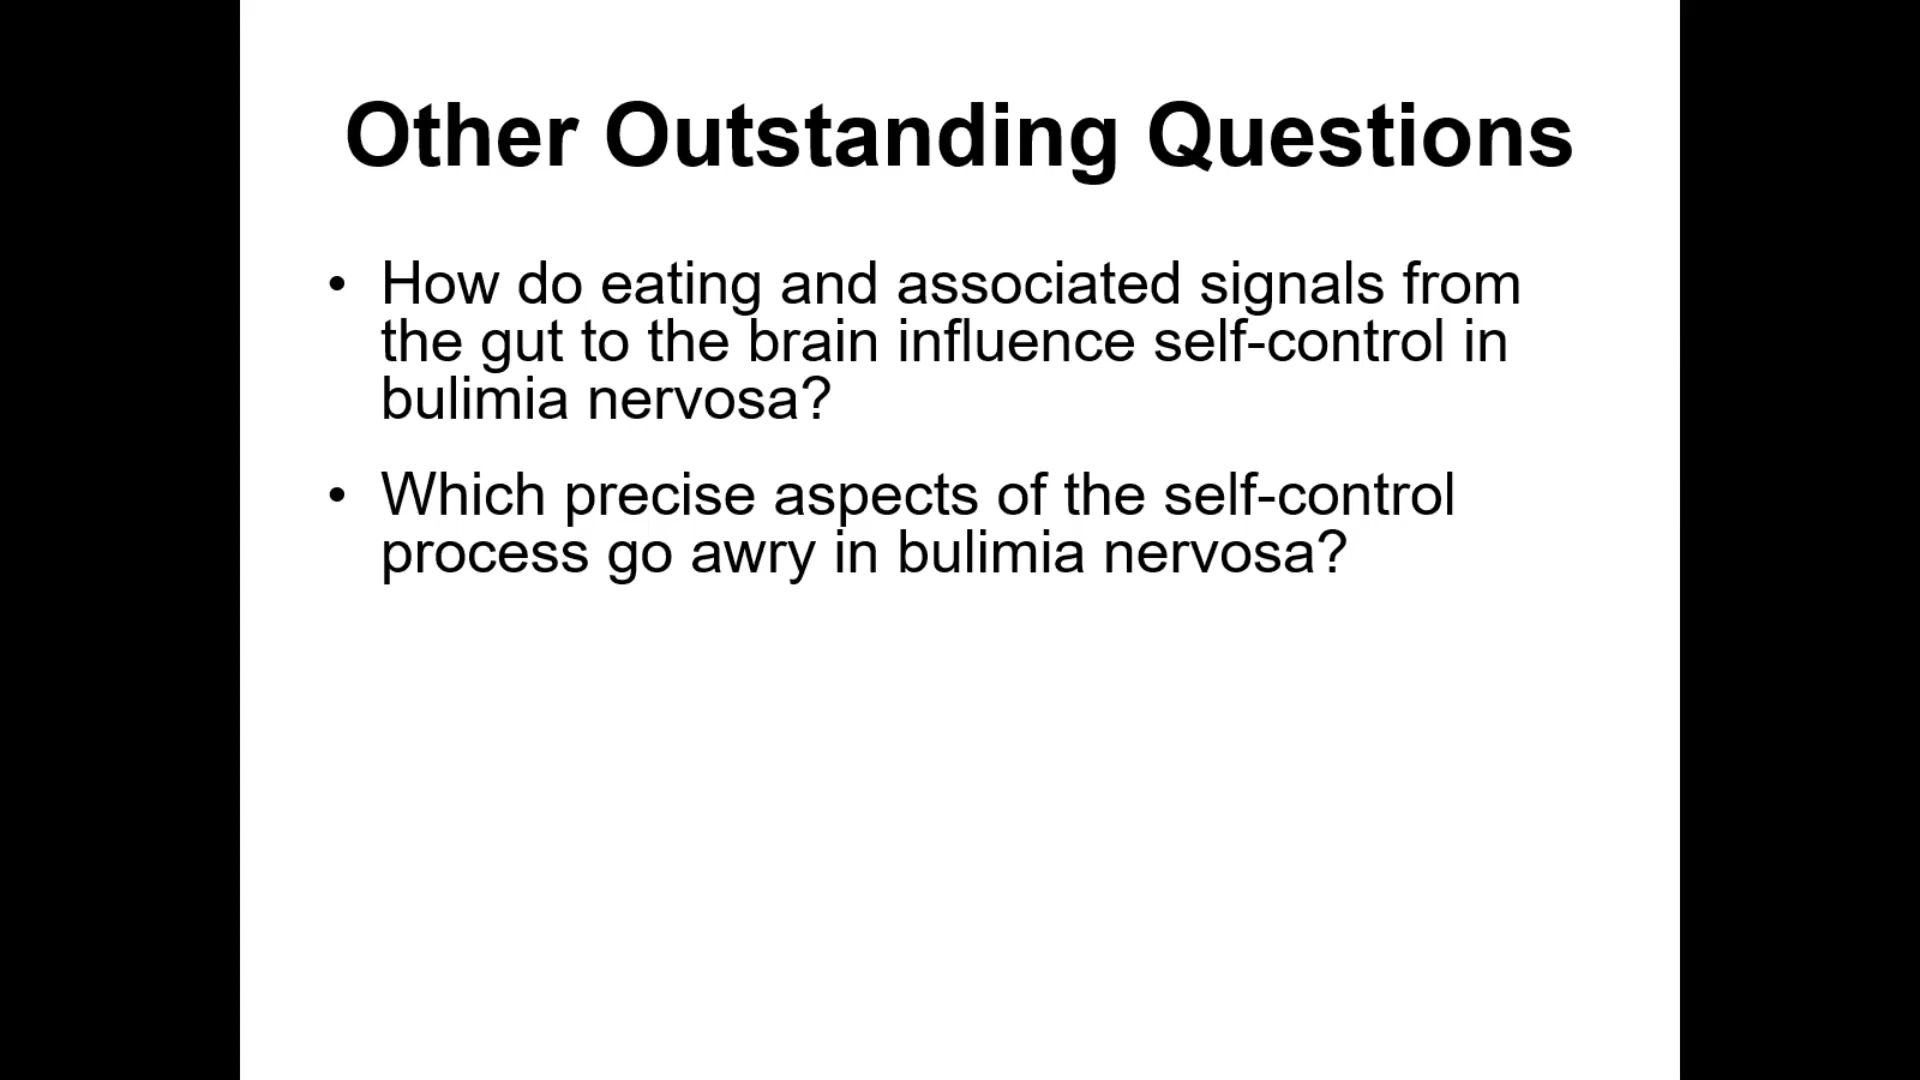 Other Outstanding Questions
• How do eating and associated signals from
the gut to the brain influence self-control in
bulimia nervosa?
• Which precise aspects of the self-control
process go awry in bulimia nervosa?